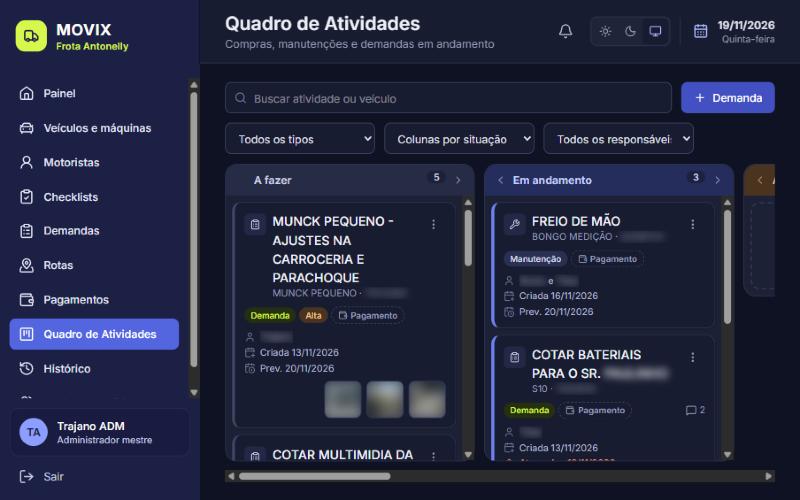 MOVIX
Frota Antonelly
Painel
Veículos e máquinas
Motoristas
Checklists
Demandas
Rotas
Pagamentos
Quadro de Atividades
Histórico
TA
Trajano ADM
Administrador mestre
Sair
Quadro de Atividades
Compras, manutenções e demandas em andamento
19/11/2026
Quinta-feira
Buscar atividade ou veículo
+ Demanda
Todos os tipos
Colunas por situação
Todos os responsáveis
A fazer
5
MUNCK PEQUENO -
AJUSTES NA
CARROCERIA E
PARACHOQUE
MUNCK PEQUENO ·
Demanda
Alta
Pagamento
Criada 13/11/2026
Prev. 20/11/2026
COTAR MULTIMIDIA DA
Em andamento
3
FREIO DE MÃO
BONGO MEDIÇÃO ·
Manutenção
Pagamento
e
Criada 16/11/2026
Prev. 20/11/2026
COTAR BATERIAIS
PARA O SR.
S10 ·
Demanda
Pagamento
2
Criada 13/11/2026